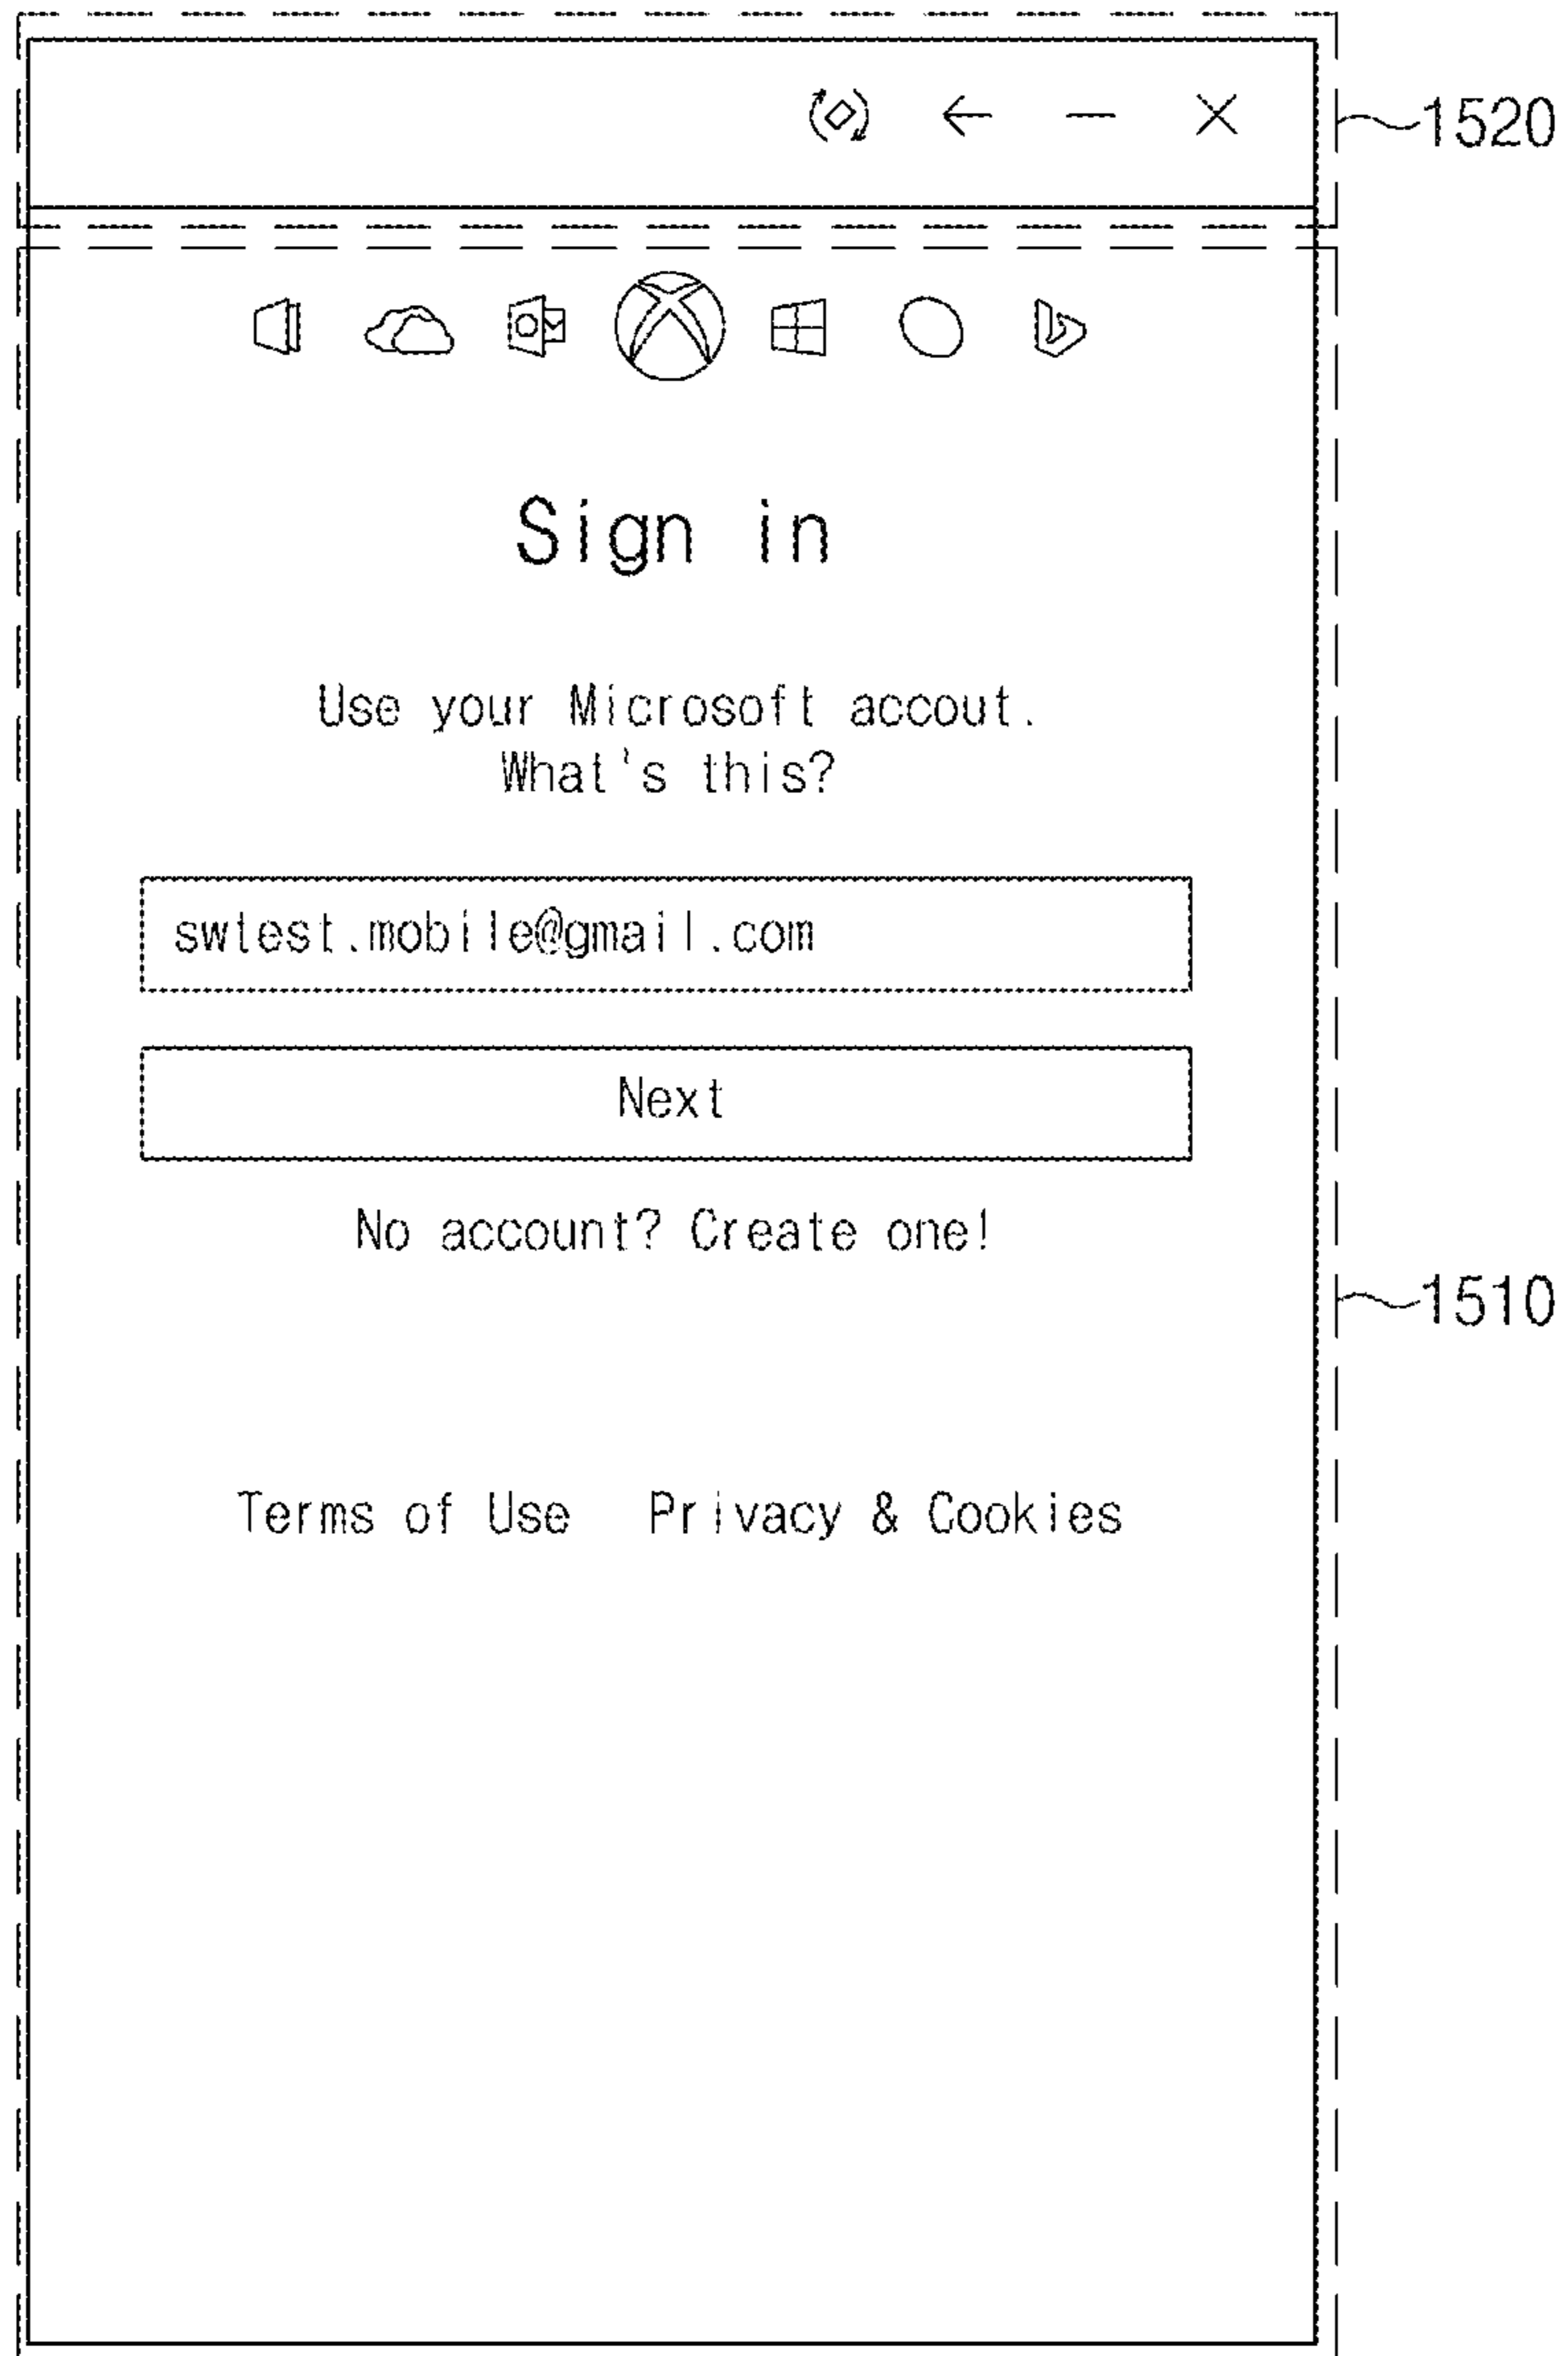 1520
Sign in
Use your Microsoft accout.
What's this?
swtest.mobile@gmail.com
Next
No account? Create one!
1510
Terms of Use Privacy & Cookies